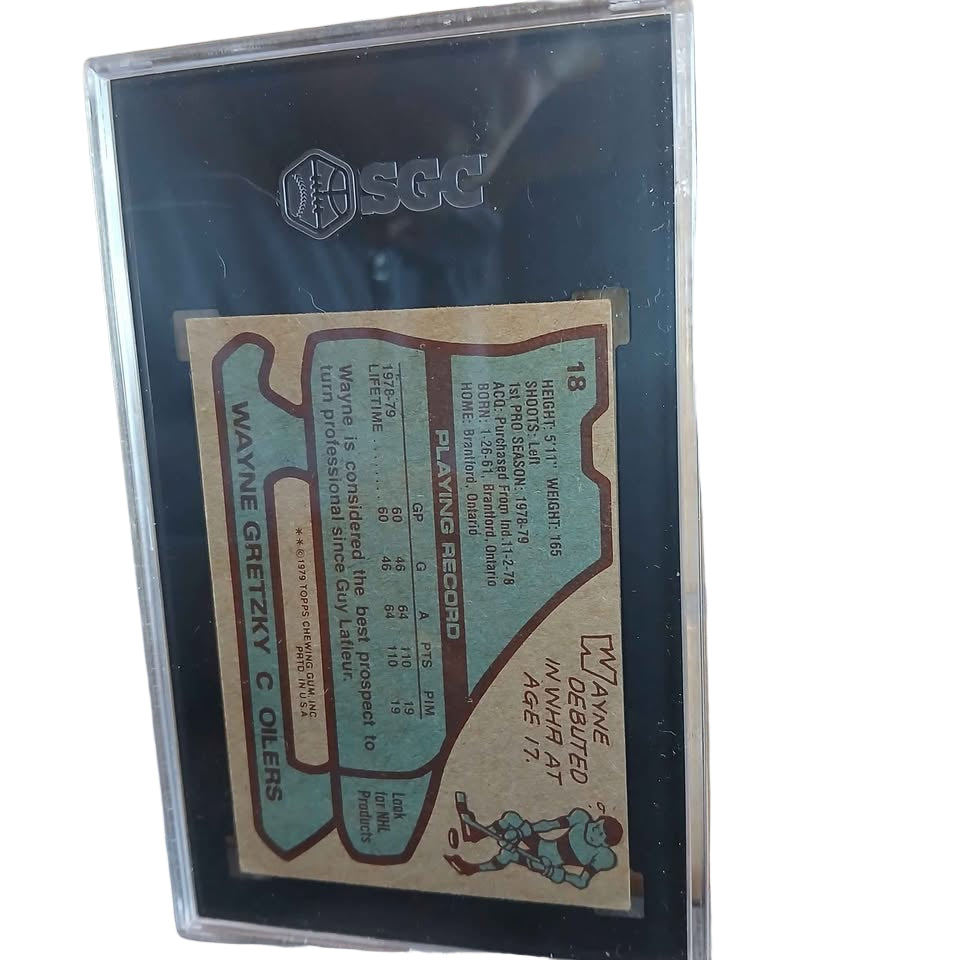 SGC
18
HEIGHT: 5'11" WEIGHT: 165
SHOOTS: Left
1st PRO SEASON: 1978-79
ACQ: Purchased From Ind. 11-2-78
BORN: 1-26-61, Brantford, Ontario
HOME: Brantford, Ontario
WAYNE
DEBUTED
IN WHA AT
AGE 17.
PLAYING RECORD
GP G A PTS PIM
1978-79 60 46 64 110 19
LIFETIME . . . . . . . . 60 46 64 110 19
Wayne is considered the best prospect to
turn professional since Guy Lafleur.
Look
for NHL
Products
**©1979 TOPPS CHEWING GUM, INC.
PRTD. IN U.S.A.
WAYNE GRETZKY C OILERS